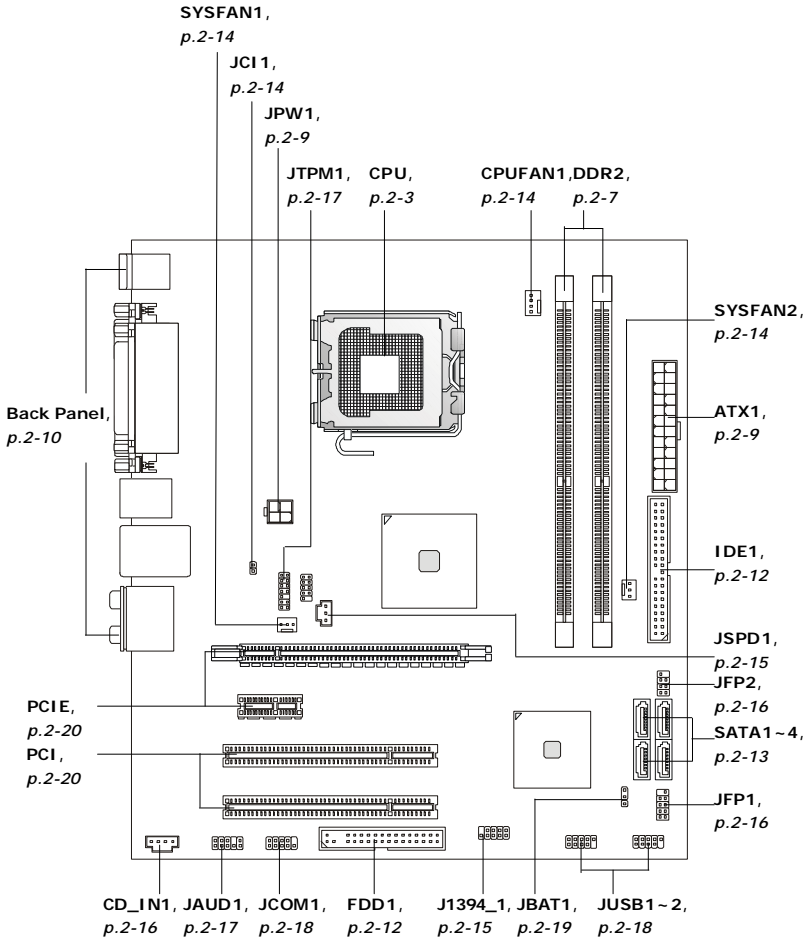 SYSFAN1,
p.2-14
JCI1,
p.2-14
JPW1,
p.2-9
JTPM1,
p.2-17
CPU,
p.2-3
CPUFAN1,
p.2-14
DDR2,
p.2-7
SYSFAN2,
p.2-14
Back Panel,
p.2-10
ATX1,
p.2-9
IDE1,
p.2-12
JSPD1,
p.2-15
JFP2,
p.2-16
PCIE,
p.2-20
SATA1~4,
p.2-13
PCI,
p.2-20
JFP1,
p.2-16
CD_IN1,
p.2-16
JAUD1,
p.2-17
JCOM1,
p.2-18
FDD1,
p.2-12
J1394_1,
p.2-15
JBAT1,
p.2-19
JUSB1~2,
p.2-18